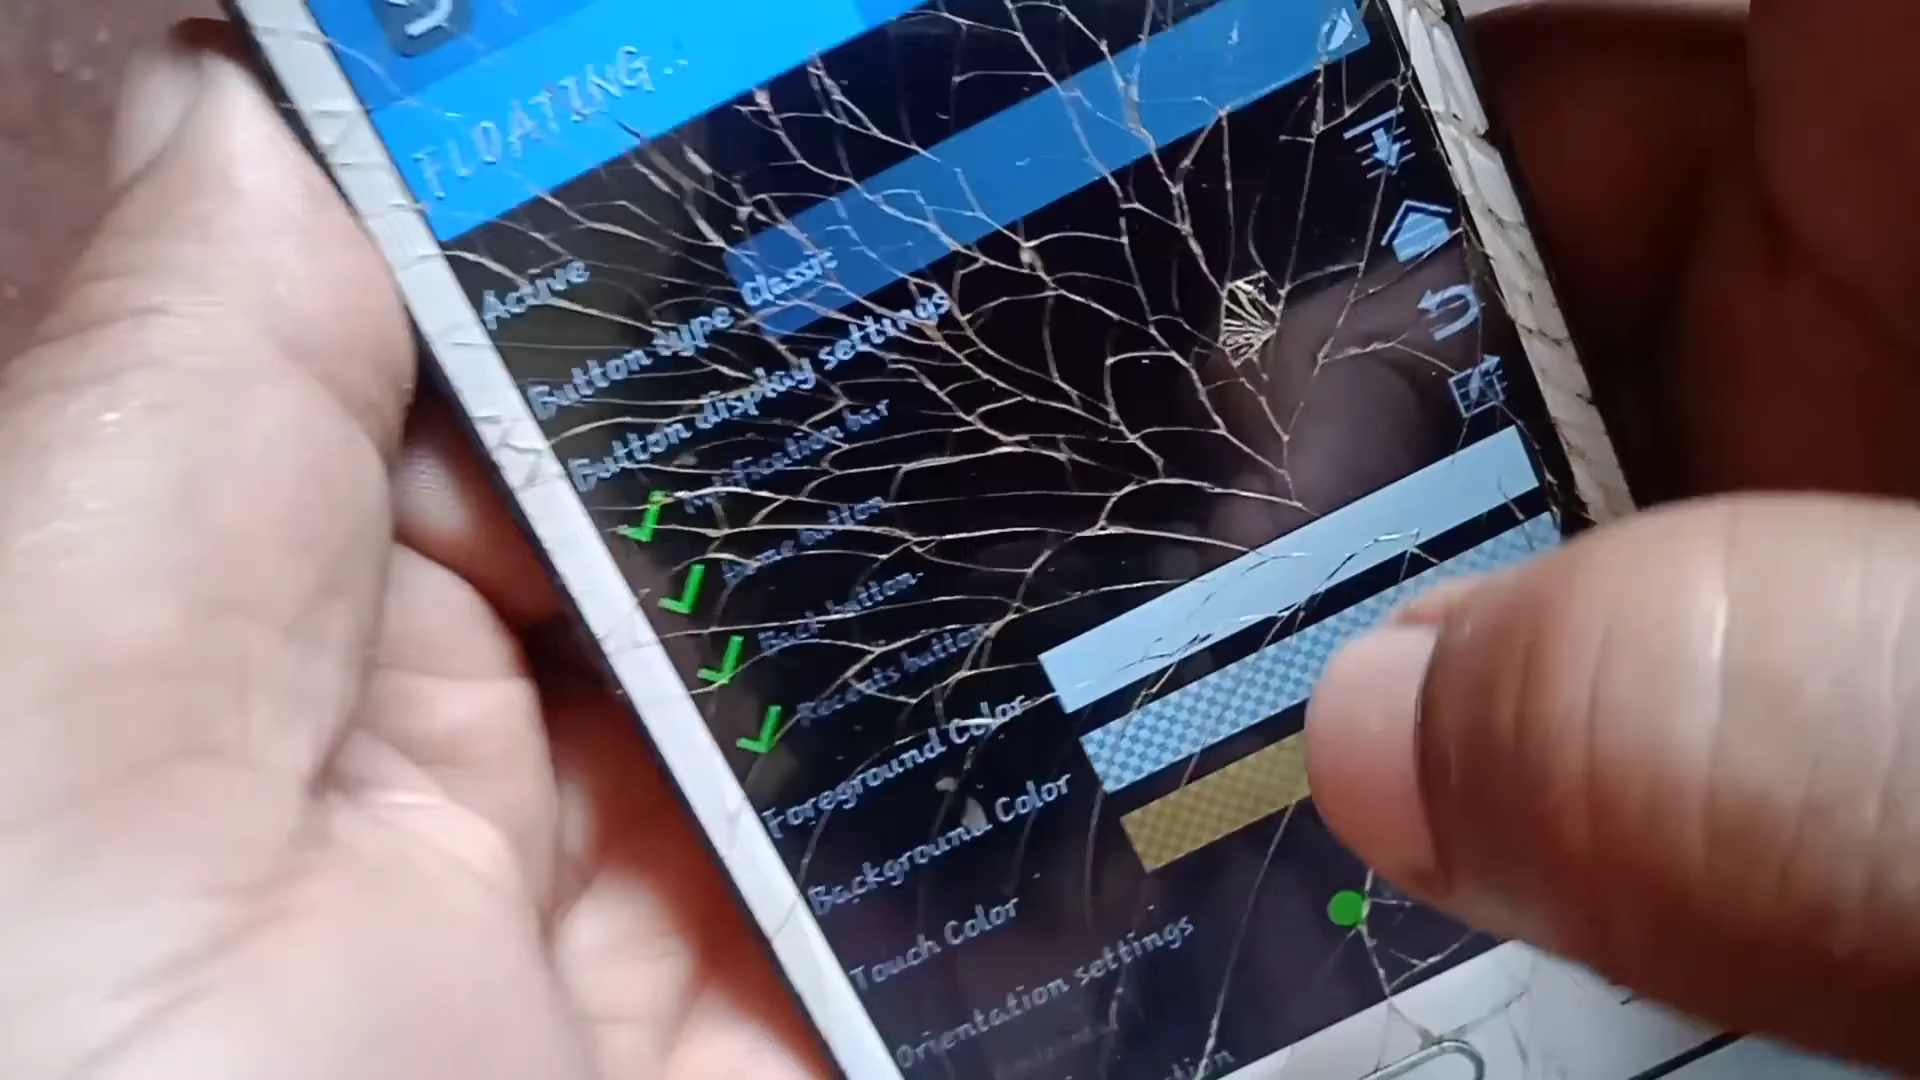 FLOATING..
Active
Button type Classic
Button display settings
Notification bar
Home button
Back button
Recents button
Foreground Color
Background Color
Touch Color
Orientation settings